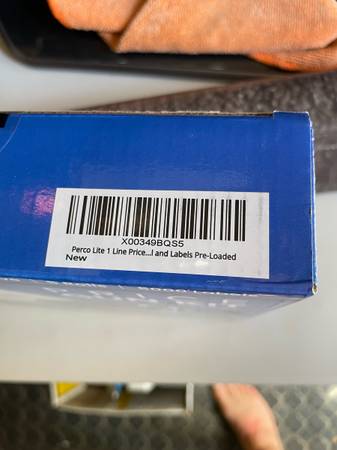 X00349BQS5
Perco Lite 1 Line Price...l and Labels Pre-Loaded
New